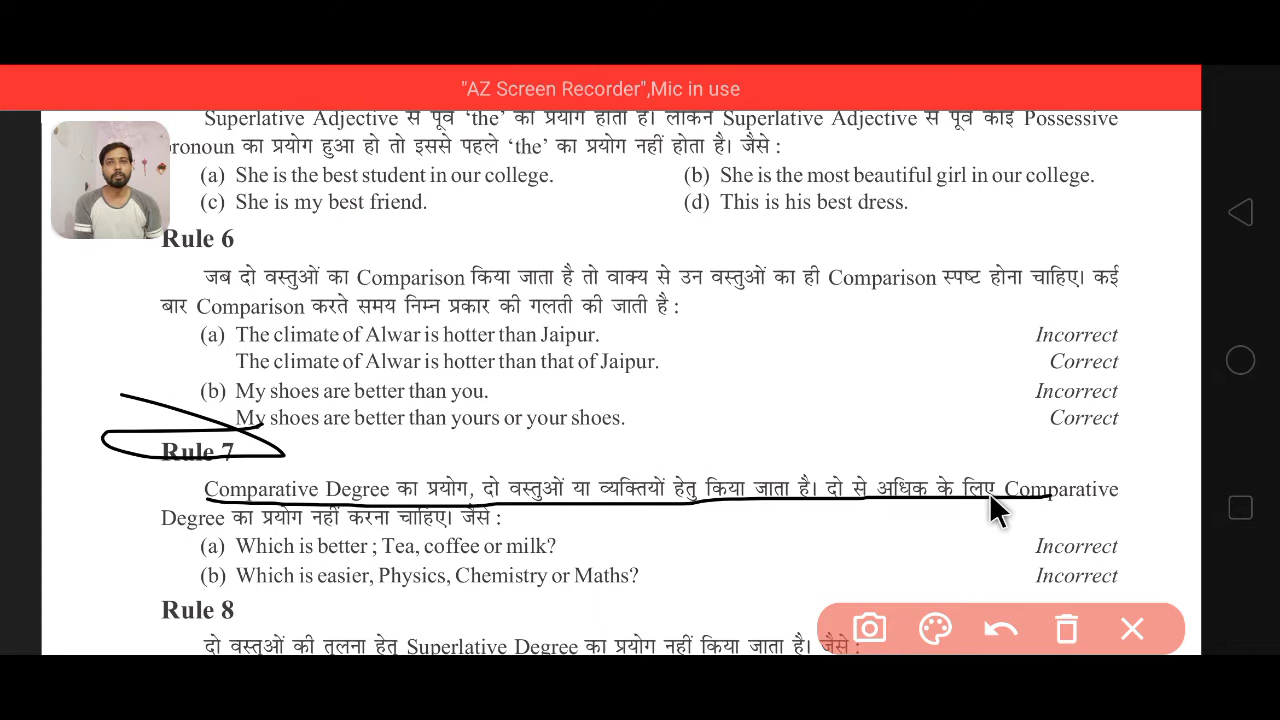 "AZ Screen Recorder",Mic in use
Superlative Adjective से पूर्व ‘the’ का प्रयोग होता है। लेकिन Superlative Adjective से पूर्व कोई Possessive
pronoun का प्रयोग हुआ हो तो इससे पहले ‘the’ का प्रयोग नहीं होता है। जैसे :
(a) She is the best student in our college. (b) She is the most beautiful girl in our college.
(c) She is my best friend. (d) This is his best dress.
Rule 6
जब दो वस्तुओं का Comparison किया जाता है तो वाक्य से उन वस्तुओं का ही Comparison स्पष्ट होना चाहिए। कई
बार Comparison करते समय निम्न प्रकार की गलती की जाती है :
(a) The climate of Alwar is hotter than Jaipur. Incorrect
The climate of Alwar is hotter than that of Jaipur. Correct
(b) My shoes are better than you. Incorrect
My shoes are better than yours or your shoes. Correct
Rule 7
Comparative Degree का प्रयोग, दो वस्तुओं या व्यक्तियों हेतु किया जाता है। दो से अधिक के लिए Comparative
Degree का प्रयोग नहीं करना चाहिए। जैसे :
(a) Which is better ; Tea, coffee or milk? Incorrect
(b) Which is easier, Physics, Chemistry or Maths? Incorrect
Rule 8
दो वस्तुओं की तुलना हेतु Superlative Degree का प्रयोग नहीं किया जाता है। जैसे :